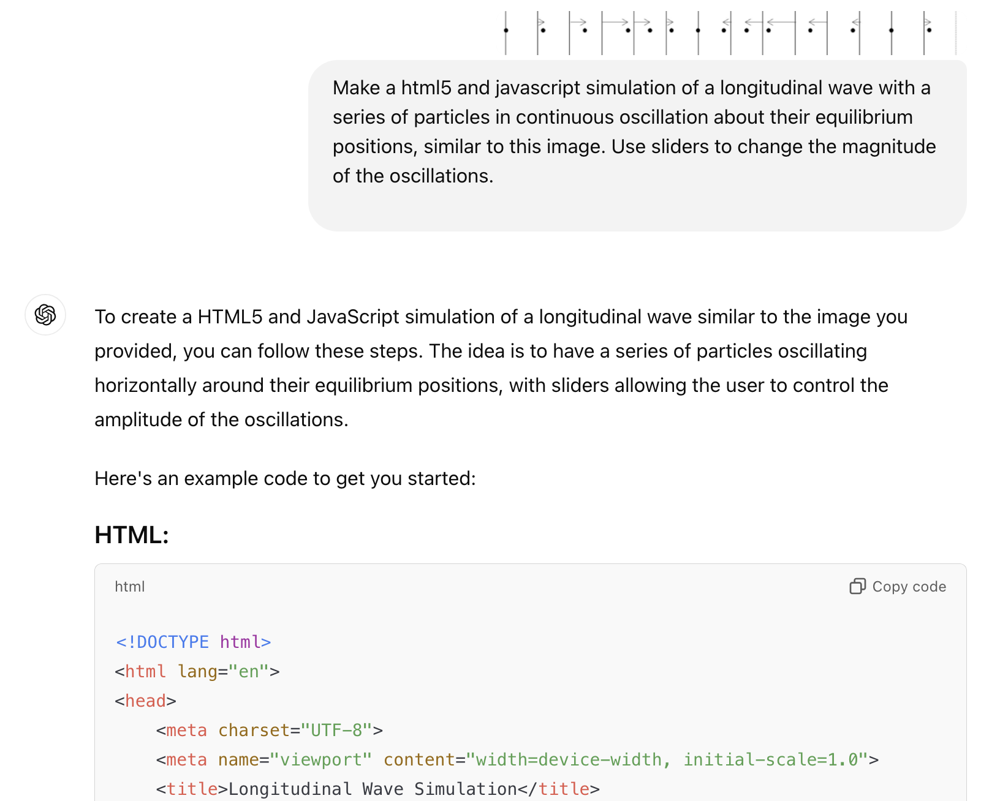 Make a html5 and javascript simulation of a longitudinal wave with a
series of particles in continuous oscillation about their equilibrium
positions, similar to this image. Use sliders to change the magnitude
of the oscillations.
To create a HTML5 and JavaScript simulation of a longitudinal wave similar to the image you
provided, you can follow these steps. The idea is to have a series of particles oscillating
horizontally around their equilibrium positions, with sliders allowing the user to control the
amplitude of the oscillations.
Here's an example code to get you started:
HTML:
html Copy code
<!DOCTYPE html>
<html lang="en">
<head>
    <meta charset="UTF-8">
    <meta name="viewport" content="width=device-width, initial-scale=1.0">
    <title>Longitudinal Wave Simulation</title>